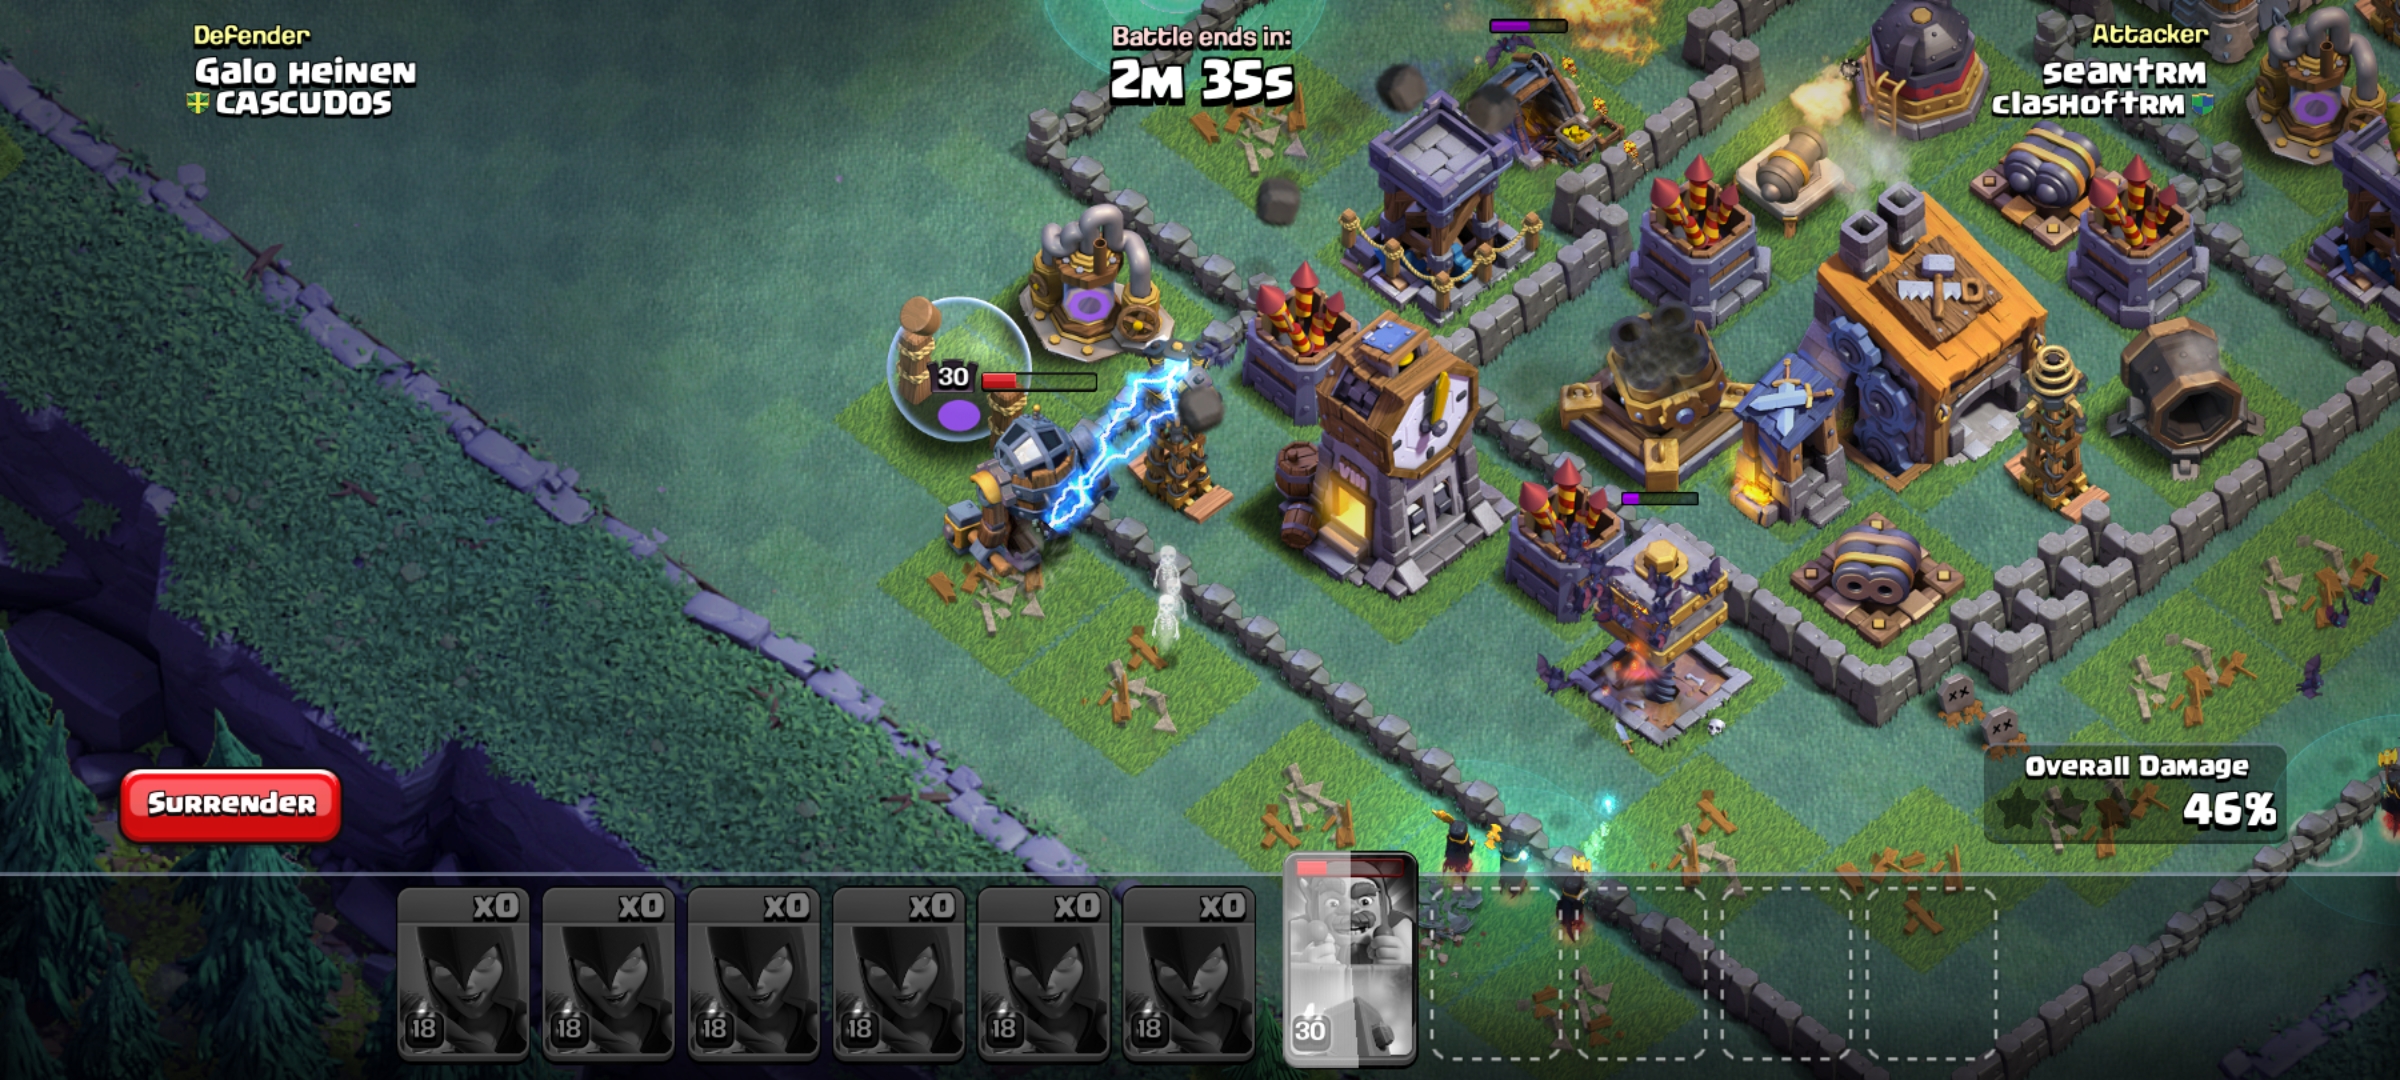 Defender
Galo Heinen
CASCUDOS
Battle ends in:
2M 35s
Attacker
seantRM
clashoftRM
30
VIII
Surrender
Overall Damage
46%
x0
x0
x0
x0
x0
x0
18
18
18
18
18
18
30